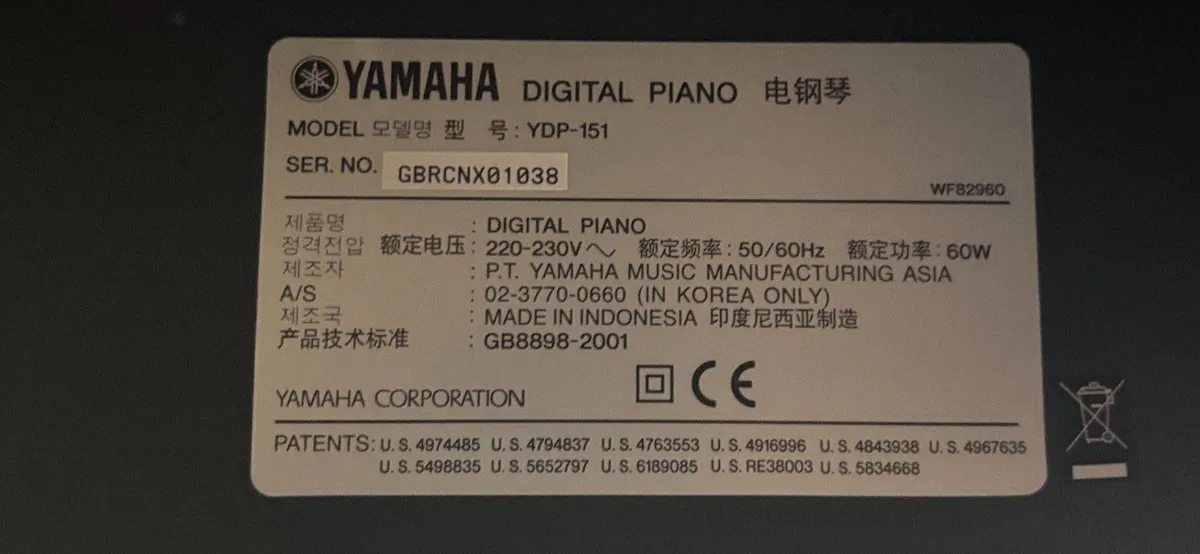 YAMAHA DIGITAL PIANO 电钢琴
MODEL 모델명 型 号: YDP-151
SER. NO. GBRCNX01038
WF82960
제품명 : DIGITAL PIANO
정격전압 额定电压: 220-230V～ 额定频率: 50/60Hz 额定功率: 60W
제조자 : P.T. YAMAHA MUSIC MANUFACTURING ASIA
A/S : 02-3770-0660 (IN KOREA ONLY)
제조국 : MADE IN INDONESIA 印度尼西亚制造
产品技术标准 : GB8898-2001
YAMAHA CORPORATION CE
PATENTS: U.S. 4974485 U.S. 4794837 U.S. 4763553 U.S. 4916996 U.S. 4843938 U.S. 4967635
U.S. 5498835 U.S. 5652797 U.S. 6189085 U.S. RE38003 U.S. 5834668